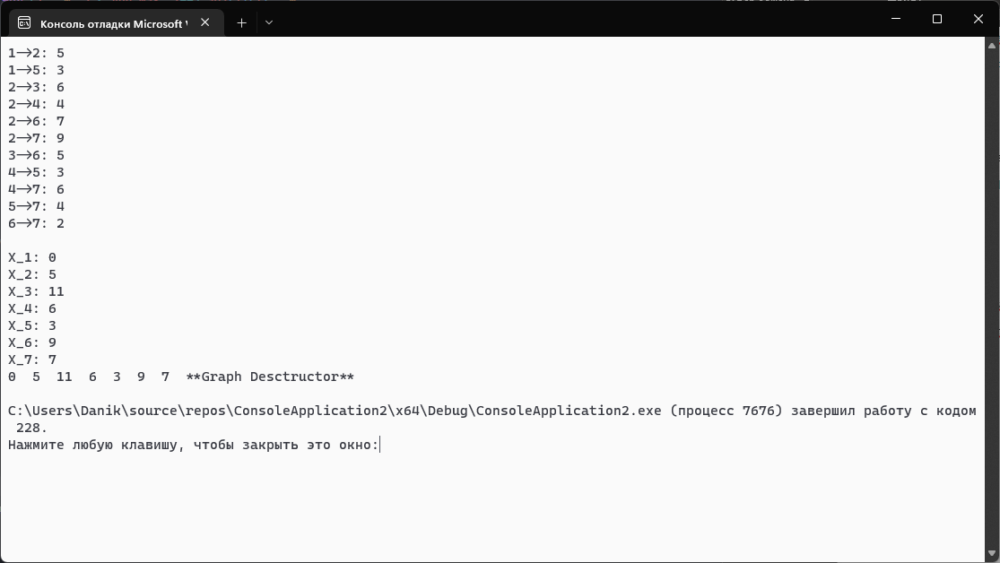 Консоль отладки Microsoft
1->2: 5
1->5: 3
2->3: 6
2->4: 4
2->6: 7
2->7: 9
3->6: 5
4->5: 3
4->7: 6
5->7: 4
6->7: 2
X_1: 0
X_2: 5
X_3: 11
X_4: 6
X_5: 3
X_6: 9
X_7: 7
0  5  11  6  3  9  7  **Graph Desctructor**
C:\Users\Danik\source\repos\ConsoleApplication2\x64\Debug\ConsoleApplication2.exe (процесс 7676) завершил работу с кодом
228.
Нажмите любую клавишу, чтобы закрыть это окно: